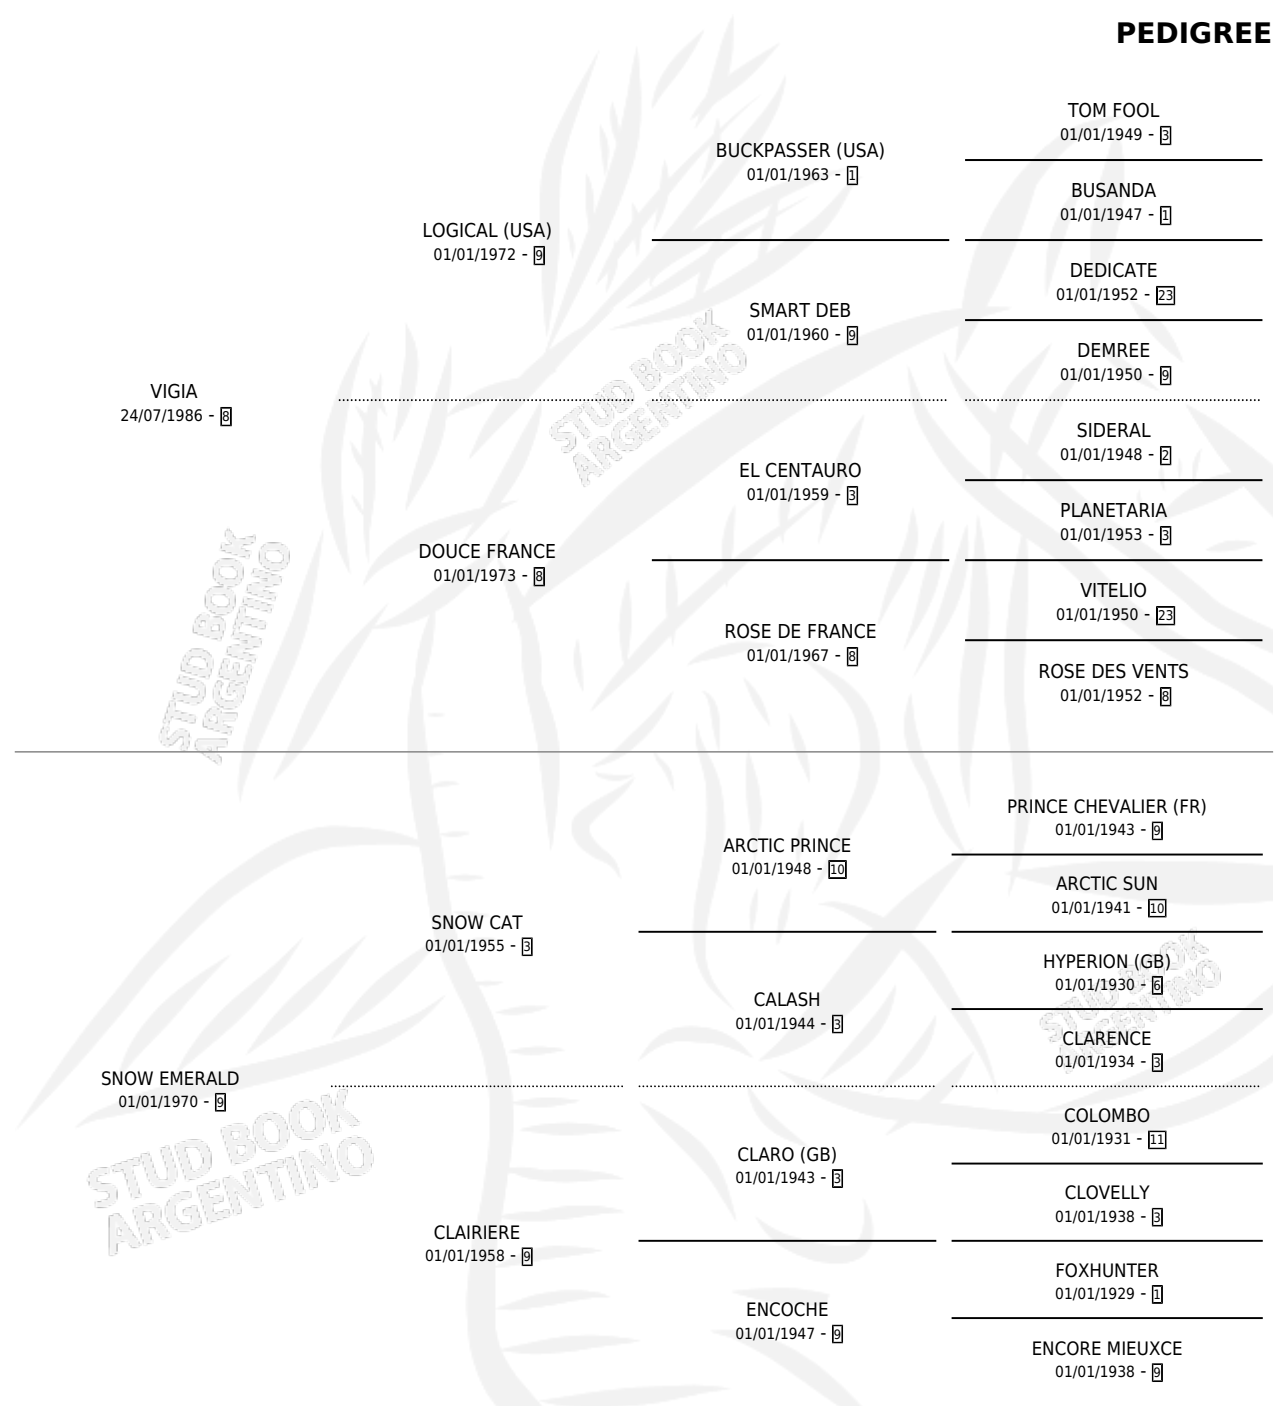 PEDIGREE
TOM FOOL
01/01/1949 - 3
BUCKPASSER (USA)
01/01/1963 - 1
BUSANDA
01/01/1947 - 1
LOGICAL (USA)
01/01/1972 - 9
DEDICATE
01/01/1952 - 23
SMART DEB
01/01/1960 - 9
DEMREE
01/01/1950 - 9
VIGIA
24/07/1986 - 8
SIDERAL
01/01/1948 - 2
EL CENTAURO
01/01/1959 - 3
PLANETARIA
01/01/1953 - 3
DOUCE FRANCE
01/01/1973 - 8
VITELIO
01/01/1950 - 23
ROSE DE FRANCE
01/01/1967 - 8
ROSE DES VENTS
01/01/1952 - 8
PRINCE CHEVALIER (FR)
01/01/1943 - 9
ARCTIC PRINCE
01/01/1948 - 10
ARCTIC SUN
01/01/1941 - 10
SNOW CAT
01/01/1955 - 3
HYPERION (GB)
01/01/1930 - 6
CALASH
01/01/1944 - 3
CLARENCE
01/01/1934 - 3
SNOW EMERALD
01/01/1970 - 9
COLOMBO
01/01/1931 - 11
CLARO (GB)
01/01/1943 - 3
CLOVELLY
01/01/1938 - 3
CLAIRIERE
01/01/1958 - 9
FOXHUNTER
01/01/1929 - 1
ENCOCHE
01/01/1947 - 9
ENCORE MIEUXCE
01/01/1938 - 9
STUD BOOK
ARGENTINO
STUD BOOK
ARGENTINO
STUD BOOK
ARGENTINO
STUD BOOK
ARGENTINO